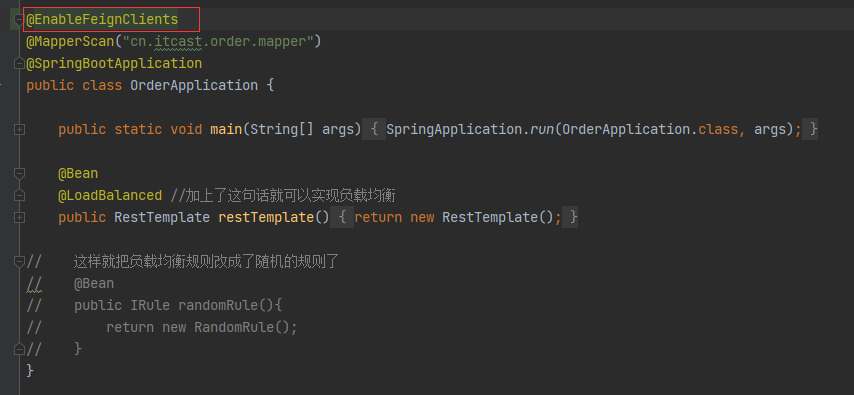 @EnableFeignClients
@MapperScan("cn.itcast.order.mapper")
@SpringBootApplication
public class OrderApplication {
public static void main(String[] args) { SpringApplication.run(OrderApplication.class, args); }
@Bean
@LoadBalanced //加上了这句话就可以实现负载均衡
public RestTemplate restTemplate() { return new RestTemplate(); }
// 这样就把负载均衡规则改成了随机的规则了
// @Bean
// public IRule randomRule(){
// return new RandomRule();
// }
}